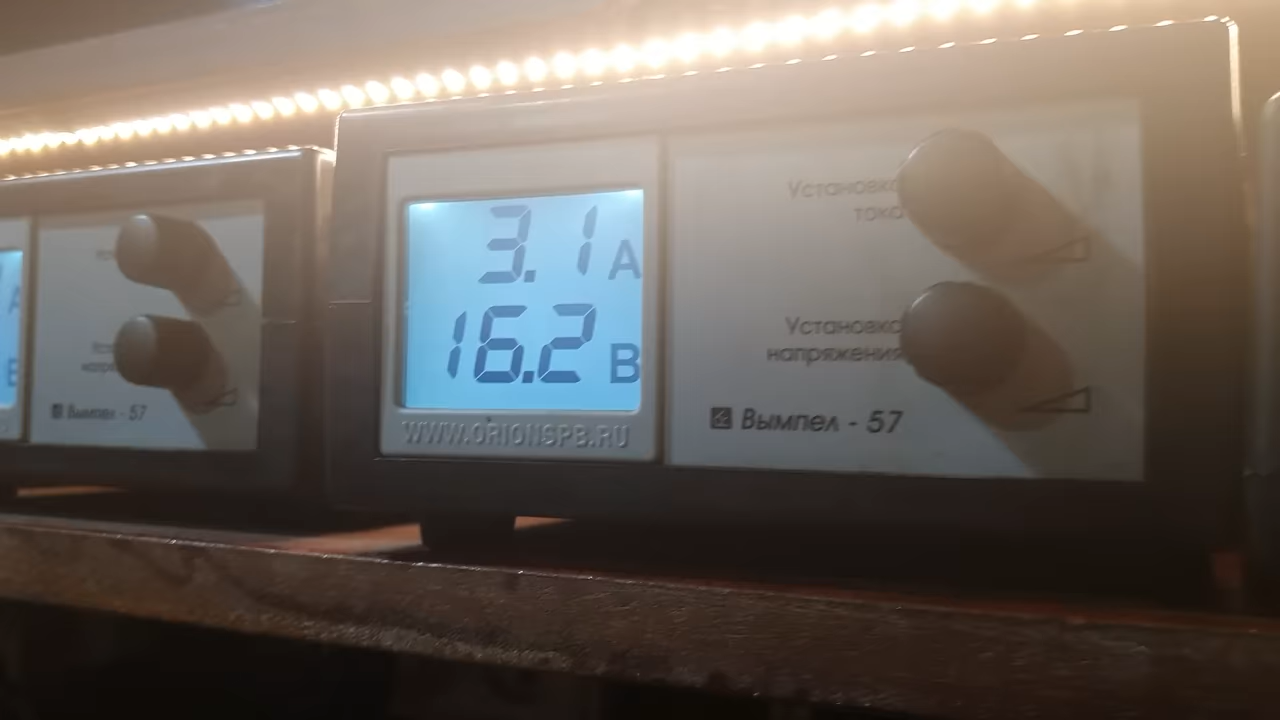 3.1 A
16.2 В
WWW.ORIONSPB.RU
Установка
тока
Установка
напряжения
Вымпел - 57
Вымпел - 57